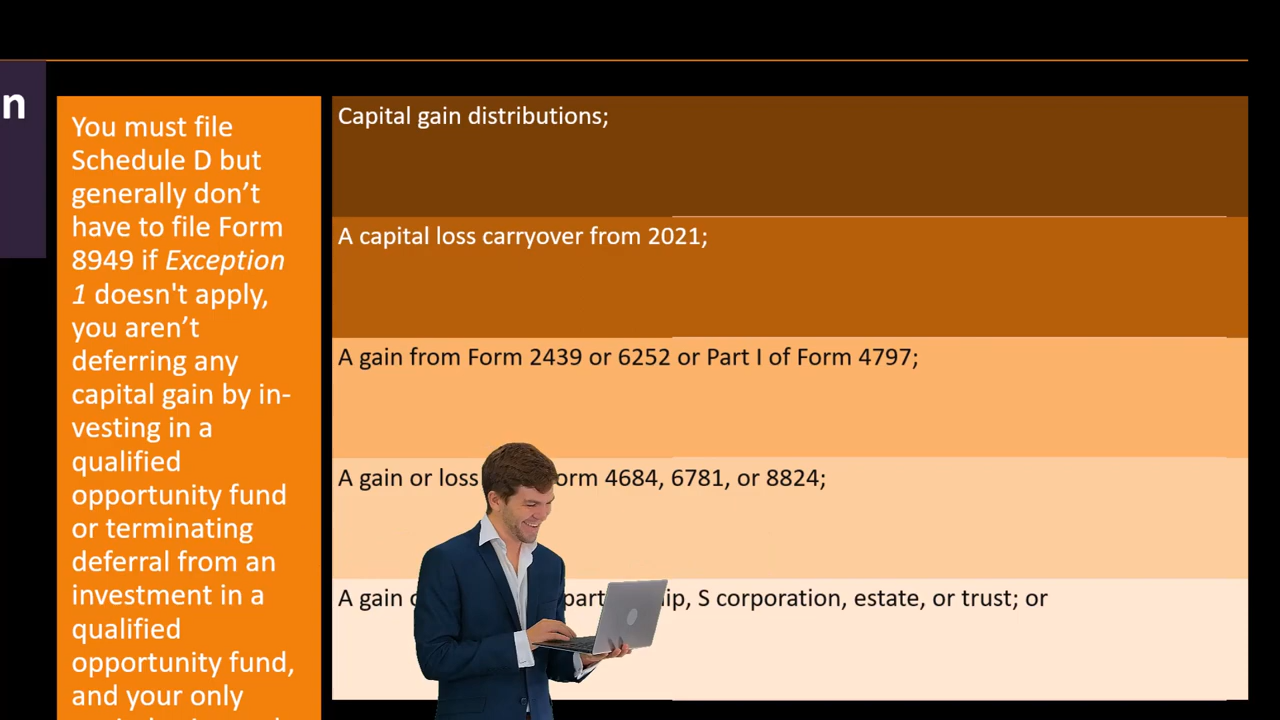 n
You must file
Schedule D but
generally don’t
have to file Form
8949 if Exception
1 doesn't apply,
you aren’t
deferring any
capital gain by in-
vesting in a
qualified
opportunity fund
or terminating
deferral from an
investment in a
qualified
opportunity fund,
and your only
Capital gain distributions;
A capital loss carryover from 2021;
A gain from Form 2439 or 6252 or Part I of Form 4797;
A gain or loss orm 4684, 6781, or 8824;
A gain part ip, S corporation, estate, or trust; or